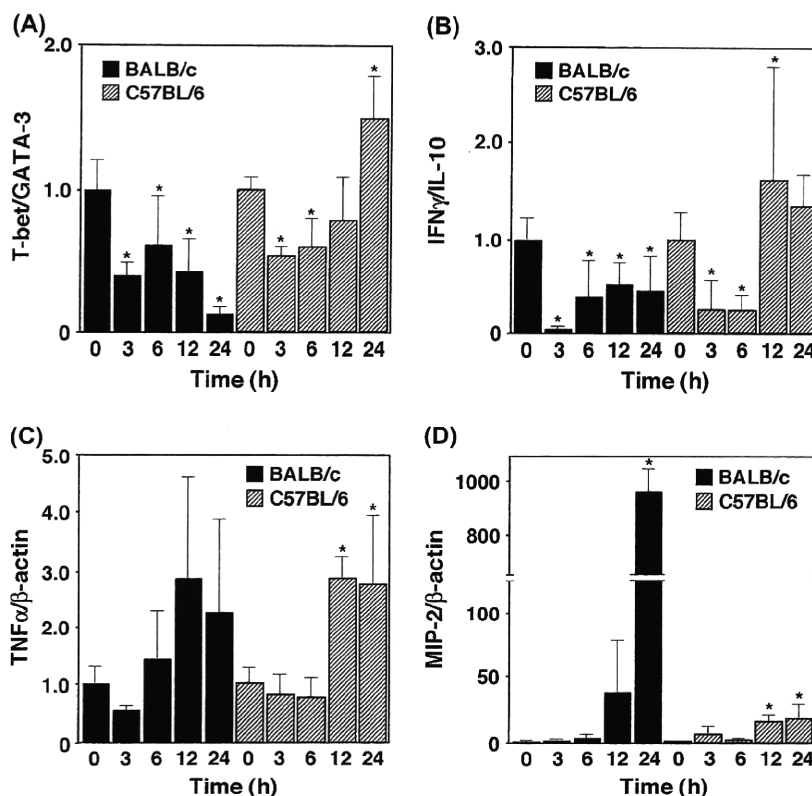 (A)
T-bet/GATA-3
2.0
1.0
0
BALB/c
C57BL/6
*
*
*
*
*
*
*
0 3 6 12 24 0 3 6 12 24
Time (h)
(B)
IFNγ/IL-10
3.0
2.0
1.0
0
BALB/c
C57BL/6
*
*
*
*
*
*
*
0 3 6 12 24 0 3 6 12 24
Time (h)
(C)
TNFα/β-actin
5.0
4.0
3.0
2.0
1.0
0
BALB/c
C57BL/6
*
*
0 3 6 12 24 0 3 6 12 24
Time (h)
(D)
MIP-2/β-actin
1000
800
100
50
0
BALB/c
C57BL/6
*
*
*
0 3 6 12 24 0 3 6 12 24
Time (h)